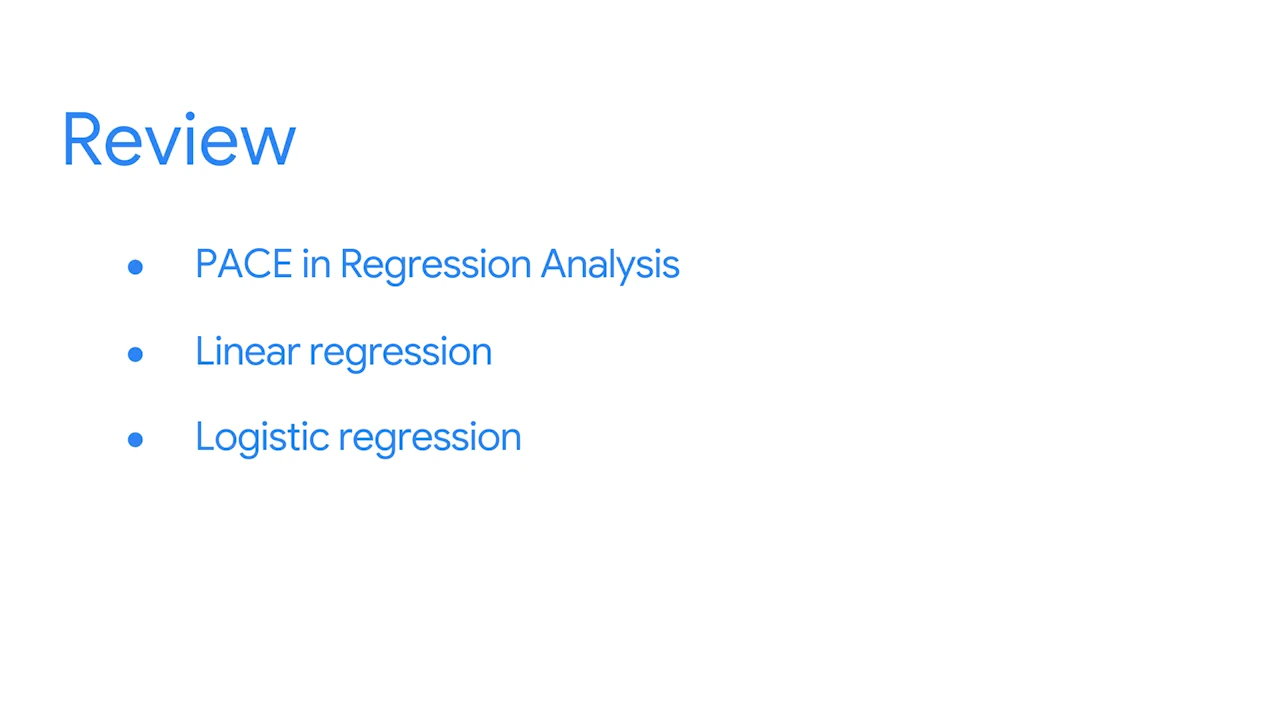 Review
● PACE in Regression Analysis
● Linear regression
● Logistic regression